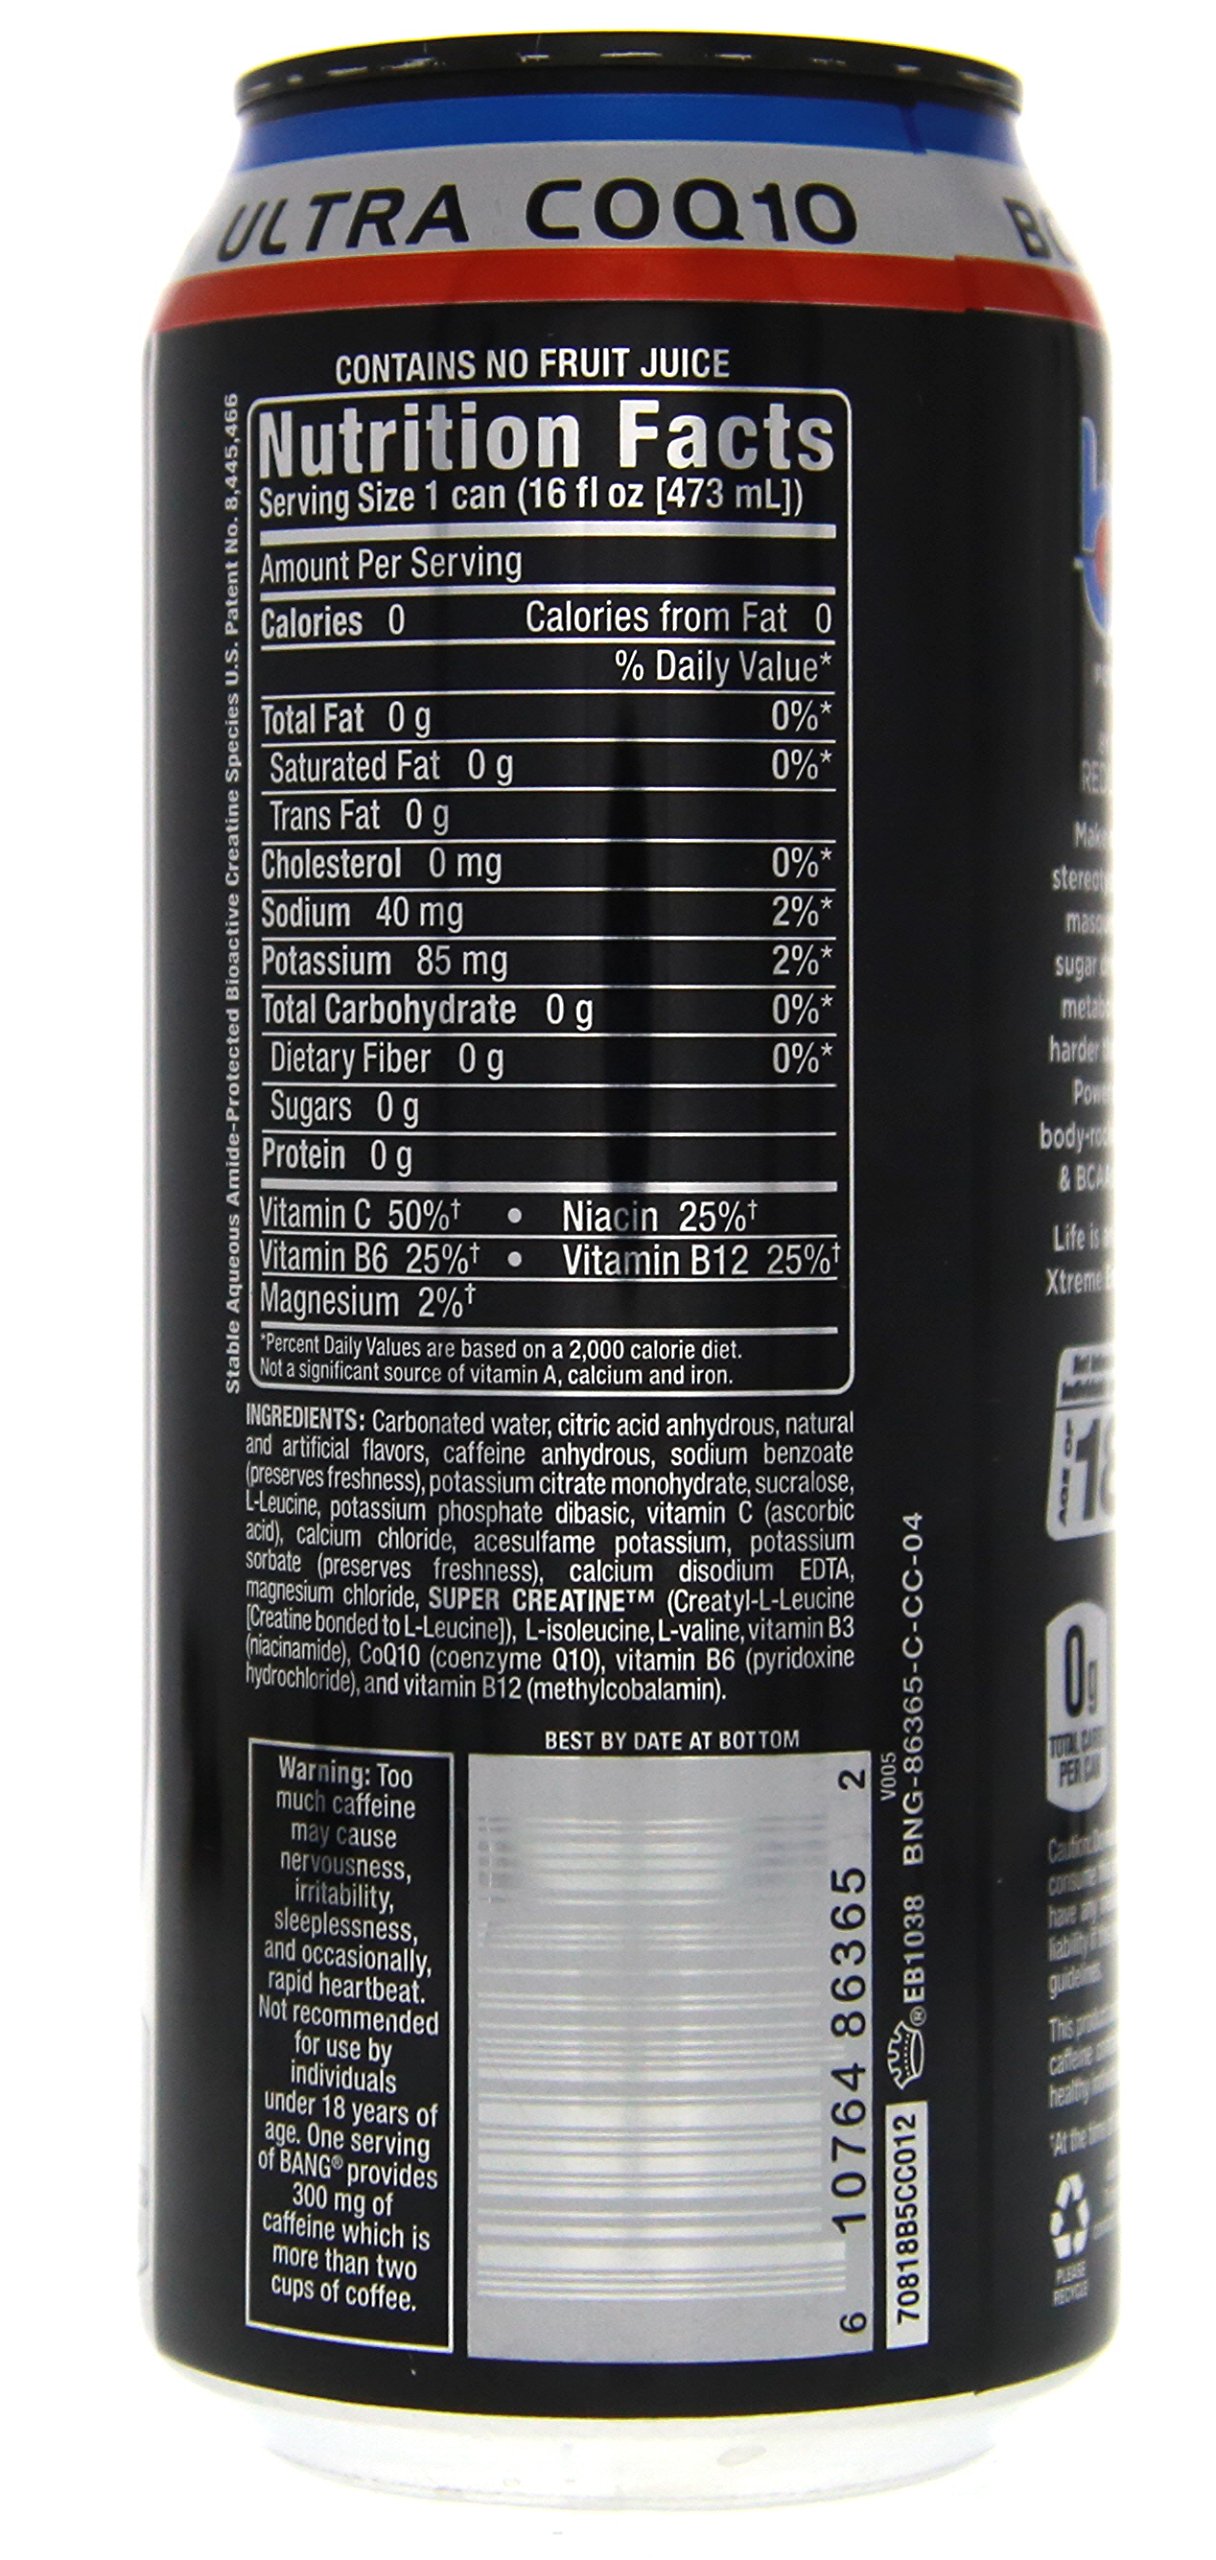 ULTRA COQ10
CONTAINS NO FRUIT JUICE
Nutrition Facts
Serving Size 1 can (16 fl oz [473 mL])
Amount Per Serving
Calories 0 Calories from Fat 0
% Daily Value*
Total Fat 0 g 0%*
Saturated Fat 0 g 0%*
Trans Fat 0 g
Cholesterol 0 mg 0%*
Sodium 40 mg 2%*
Potassium 85 mg 2%*
Total Carbohydrate 0 g 0%*
Dietary Fiber 0 g 0%*
Sugars 0 g
Protein 0 g
Vitamin C 50%† • Niacin 25%†
Vitamin B6 25%† • Vitamin B12 25%†
Magnesium 2%†
*Percent Daily Values are based on a 2,000 calorie diet.
Not a significant source of vitamin A, calcium and iron.
Stable Aqueous Amide-Protected Bioactive Creatine Species U.S. Patent No. 8,445,466
INGREDIENTS: Carbonated water, citric acid anhydrous, natural
and artificial flavors, caffeine anhydrous, sodium benzoate
(preserves freshness), potassium citrate monohydrate, sucralose,
L-Leucine, potassium phosphate dibasic, vitamin C (ascorbic
acid), calcium chloride, acesulfame potassium, potassium
sorbate (preserves freshness), calcium disodium EDTA,
magnesium chloride, SUPER CREATINE™ (Creatyl-L-Leucine
[Creatine bonded to L-Leucine]), L-isoleucine, L-valine, vitamin B3
(niacinamide), CoQ10 (coenzyme Q10), vitamin B6 (pyridoxine
hydrochloride), and vitamin B12 (methylcobalamin).
BEST BY DATE AT BOTTOM
Warning: Too
much caffeine
may cause
nervousness,
irritability,
sleeplessness,
and occasionally,
rapid heartbeat.
Not recommended
for use by
individuals
under 18 years of
age. One serving
of BANG® provides
300 mg of
caffeine which is
more than two
cups of coffee.
6 10764 86365 2
V005
70818B5CC012 ® EB1038 BNG-86365-C-CC-04
sugar
harder
& BCAA
Life is
18
0g
TOTAL
PER CAN
have any
caffeine
PLEASE
RECYCLE